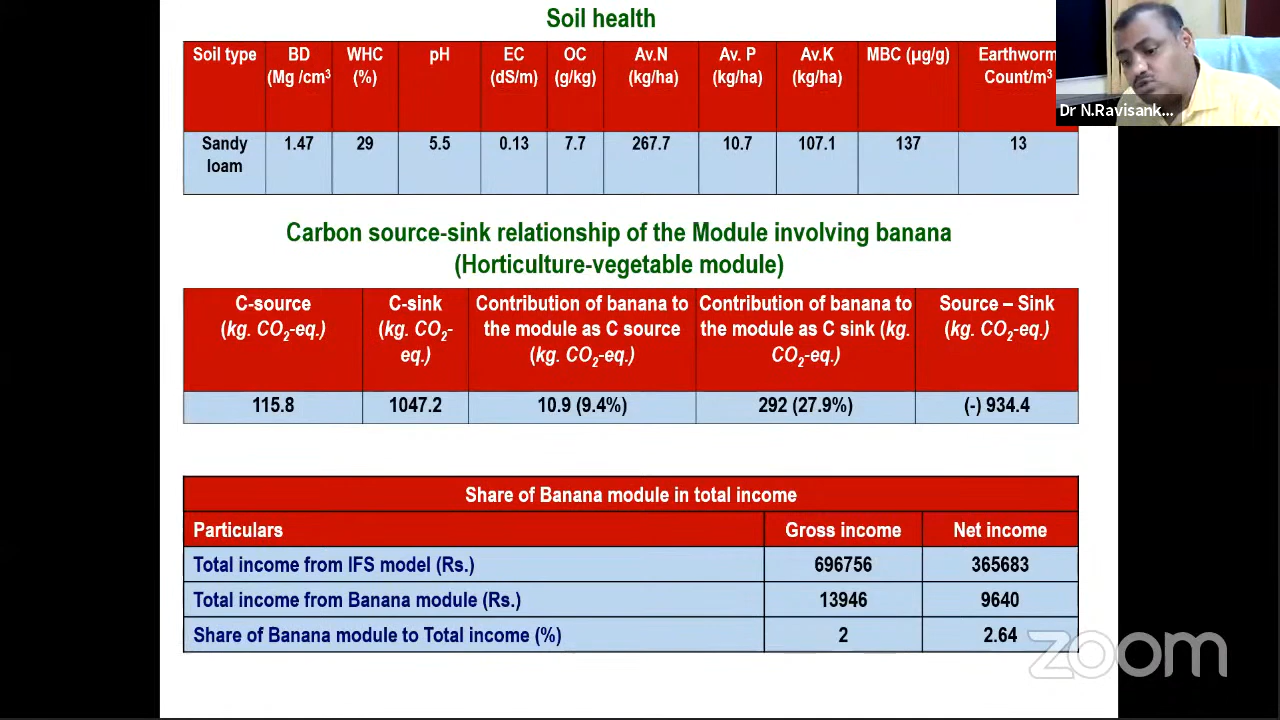 Soil health
Soil type BD WHC pH EC OC Av.N Av. P Av.K MBC (µg/g) Earthworm
(Mg /cm³ (%) (dS/m) (g/kg) (kg/ha) (kg/ha) (kg/ha) Count/m³
Sandy 1.47 29 5.5 0.13 7.7 267.7 10.7 107.1 137 13
loam
Dr N.Ravisank...
Carbon source-sink relationship of the Module involving banana
(Horticulture-vegetable module)
C-source C-sink Contribution of banana to Contribution of banana to Source – Sink
(kg. CO₂-eq.) (kg. CO₂- the module as C source the module as C sink (kg. (kg. CO₂-eq.)
eq.) (kg. CO₂-eq.) CO₂-eq.)
115.8 1047.2 10.9 (9.4%) 292 (27.9%) (-) 934.4
Share of Banana module in total income
Particulars Gross income Net income
Total income from IFS model (Rs.) 696756 365683
Total income from Banana module (Rs.) 13946 9640
Share of Banana module to Total income (%) 2 2.64
zoom